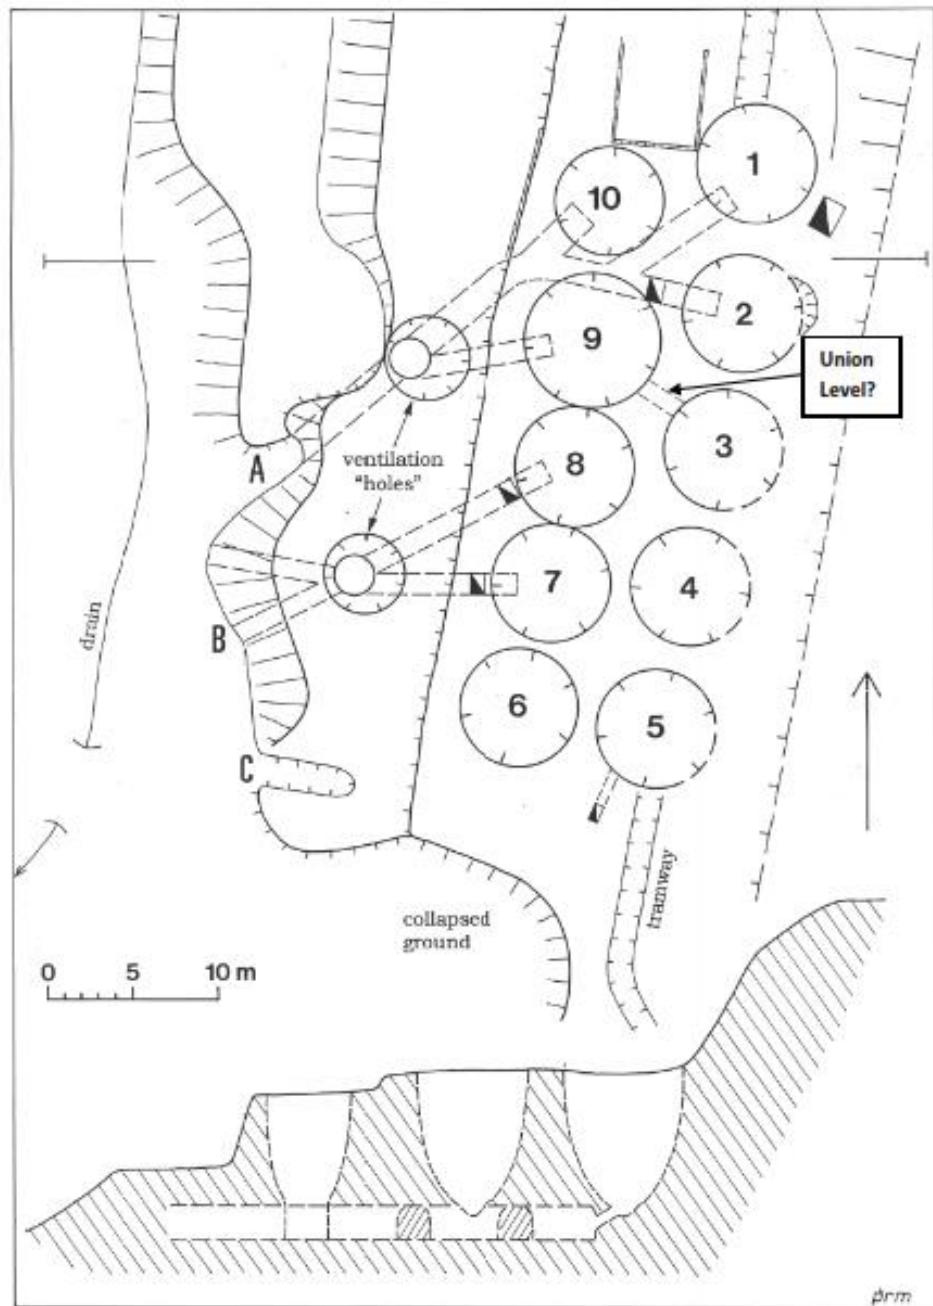 1
10
2
9
Union
Level?
3
A
ventilation
"holes"
8
7
4
drain
B
6
5
C
tramway
collapsed
ground
0 5 10 m
prm